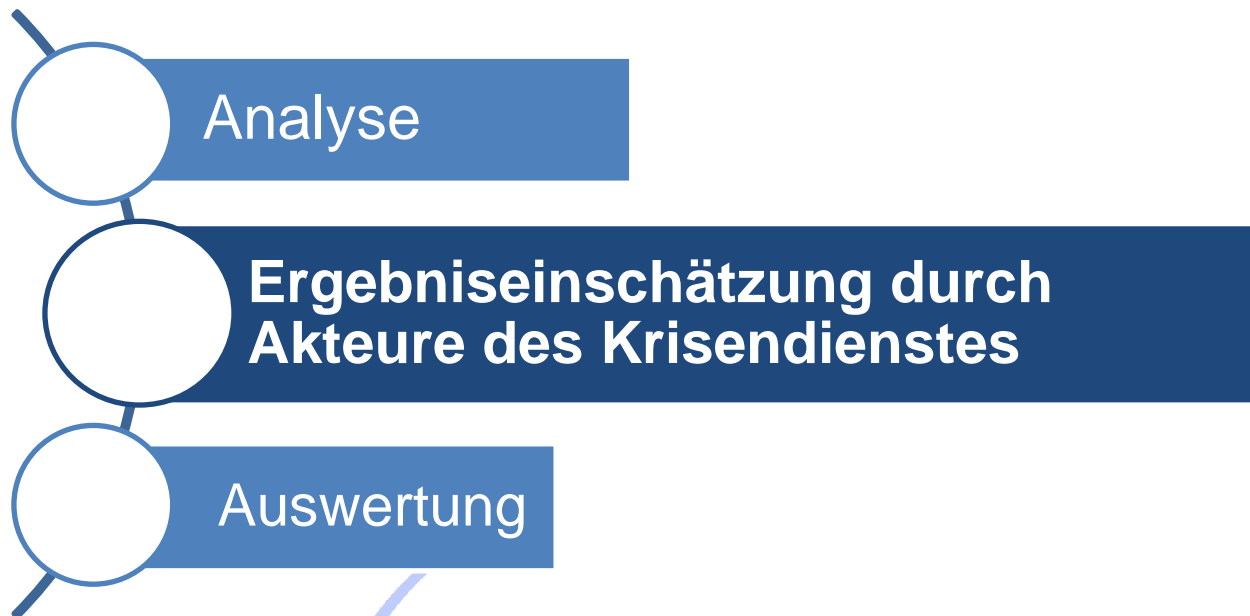 Analyse
Ergebniseinschätzung durch
Akteure des Krisendienstes
Auswertung